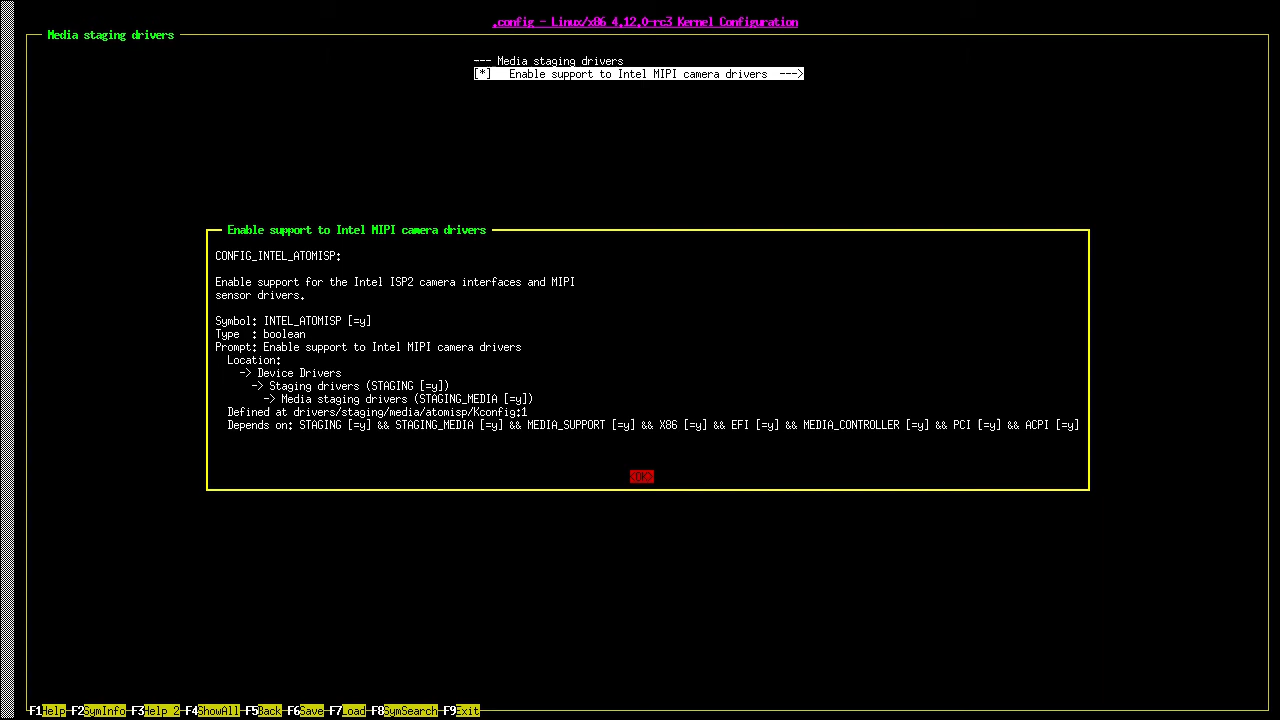 .config - Linux/x86 4.12.0-rc3 Kernel Configuration
Media staging drivers
--- Media staging drivers
[*]   Enable support to Intel MIPI camera drivers  --->
Enable support to Intel MIPI camera drivers
CONFIG_INTEL_ATOMISP:
Enable support for the Intel ISP2 camera interfaces and MIPI
sensor drivers.
Symbol: INTEL_ATOMISP [=y]
Type  : boolean
Prompt: Enable support to Intel MIPI camera drivers
Location:
-> Device Drivers
-> Staging drivers (STAGING [=y])
-> Media staging drivers (STAGING_MEDIA [=y])
Defined at drivers/staging/media/atomisp/Kconfig:1
Depends on: STAGING [=y] && STAGING_MEDIA [=y] && MEDIA_SUPPORT [=y] && X86 [=y] && EFI [=y] && MEDIA_CONTROLLER [=y] && PCI [=y] && ACPI [=y]
<OK>
F1Help F2SymInfo F3Help 2 F4ShowAll F5Back F6Save F7Load F8SymSearch F9Exit